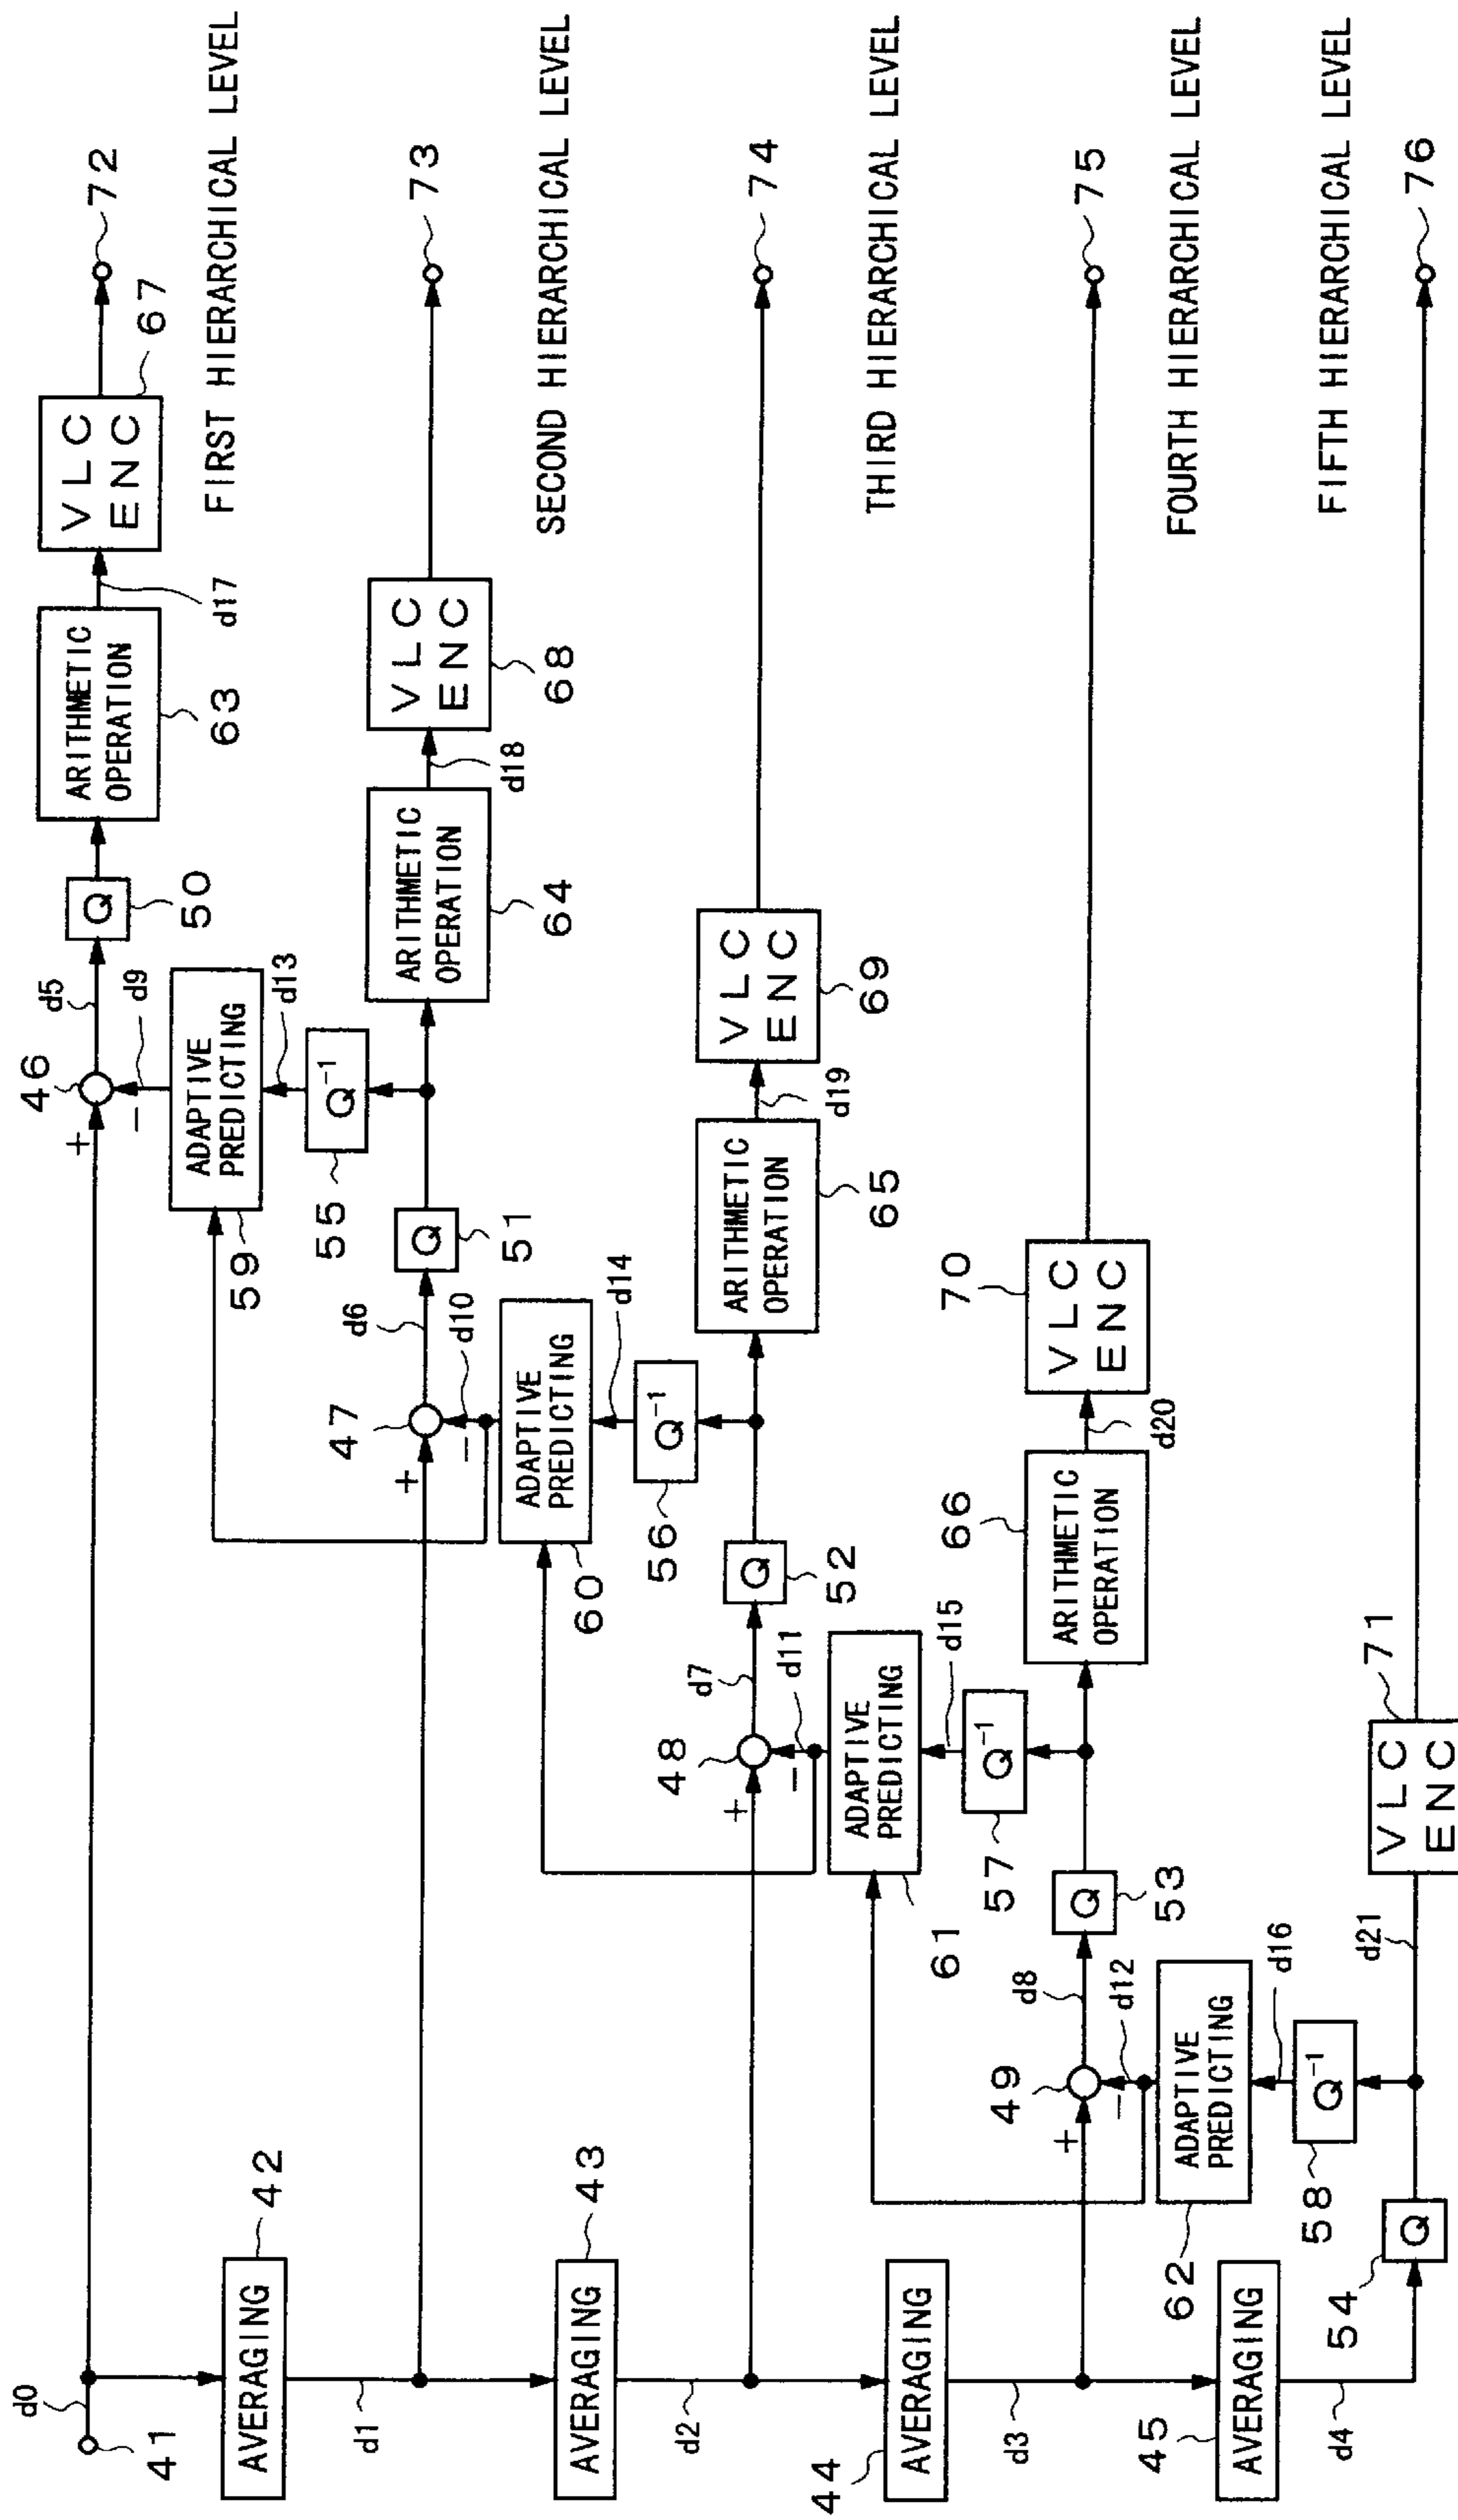 d0
41
AVERAGING
42
d1
AVERAGING
43
d2
AVERAGING
44
d3
AVERAGING
45
d4
+
46
−
d5
d9
Q
50
ARITHMETIC
OPERATION
63
d17
VLC
ENC
67
72
FIRST HIERARCHICAL LEVEL
ADAPTIVE
PREDICTING
59
d13
Q⁻¹
55
+
47
−
d6
d10
Q
51
ARITHMETIC
OPERATION
64
d18
VLC
ENC
68
73
SECOND HIERARCHICAL LEVEL
ADAPTIVE
PREDICTING
60
d14
Q⁻¹
56
+
48
−
d7
d11
Q
52
ARITHMETIC
OPERATION
65
d19
VLC
ENC
69
74
THIRD HIERARCHICAL LEVEL
ADAPTIVE
PREDICTING
61
d15
Q⁻¹
57
+
49
−
d8
d12
Q
53
ARITHMETIC
OPERATION
66
d20
VLC
ENC
70
75
FOURTH HIERARCHICAL LEVEL
ADAPTIVE
PREDICTING
62
d16
Q⁻¹
58
Q
54
d21
VLC
ENC
71
76
FIFTH HIERARCHICAL LEVEL